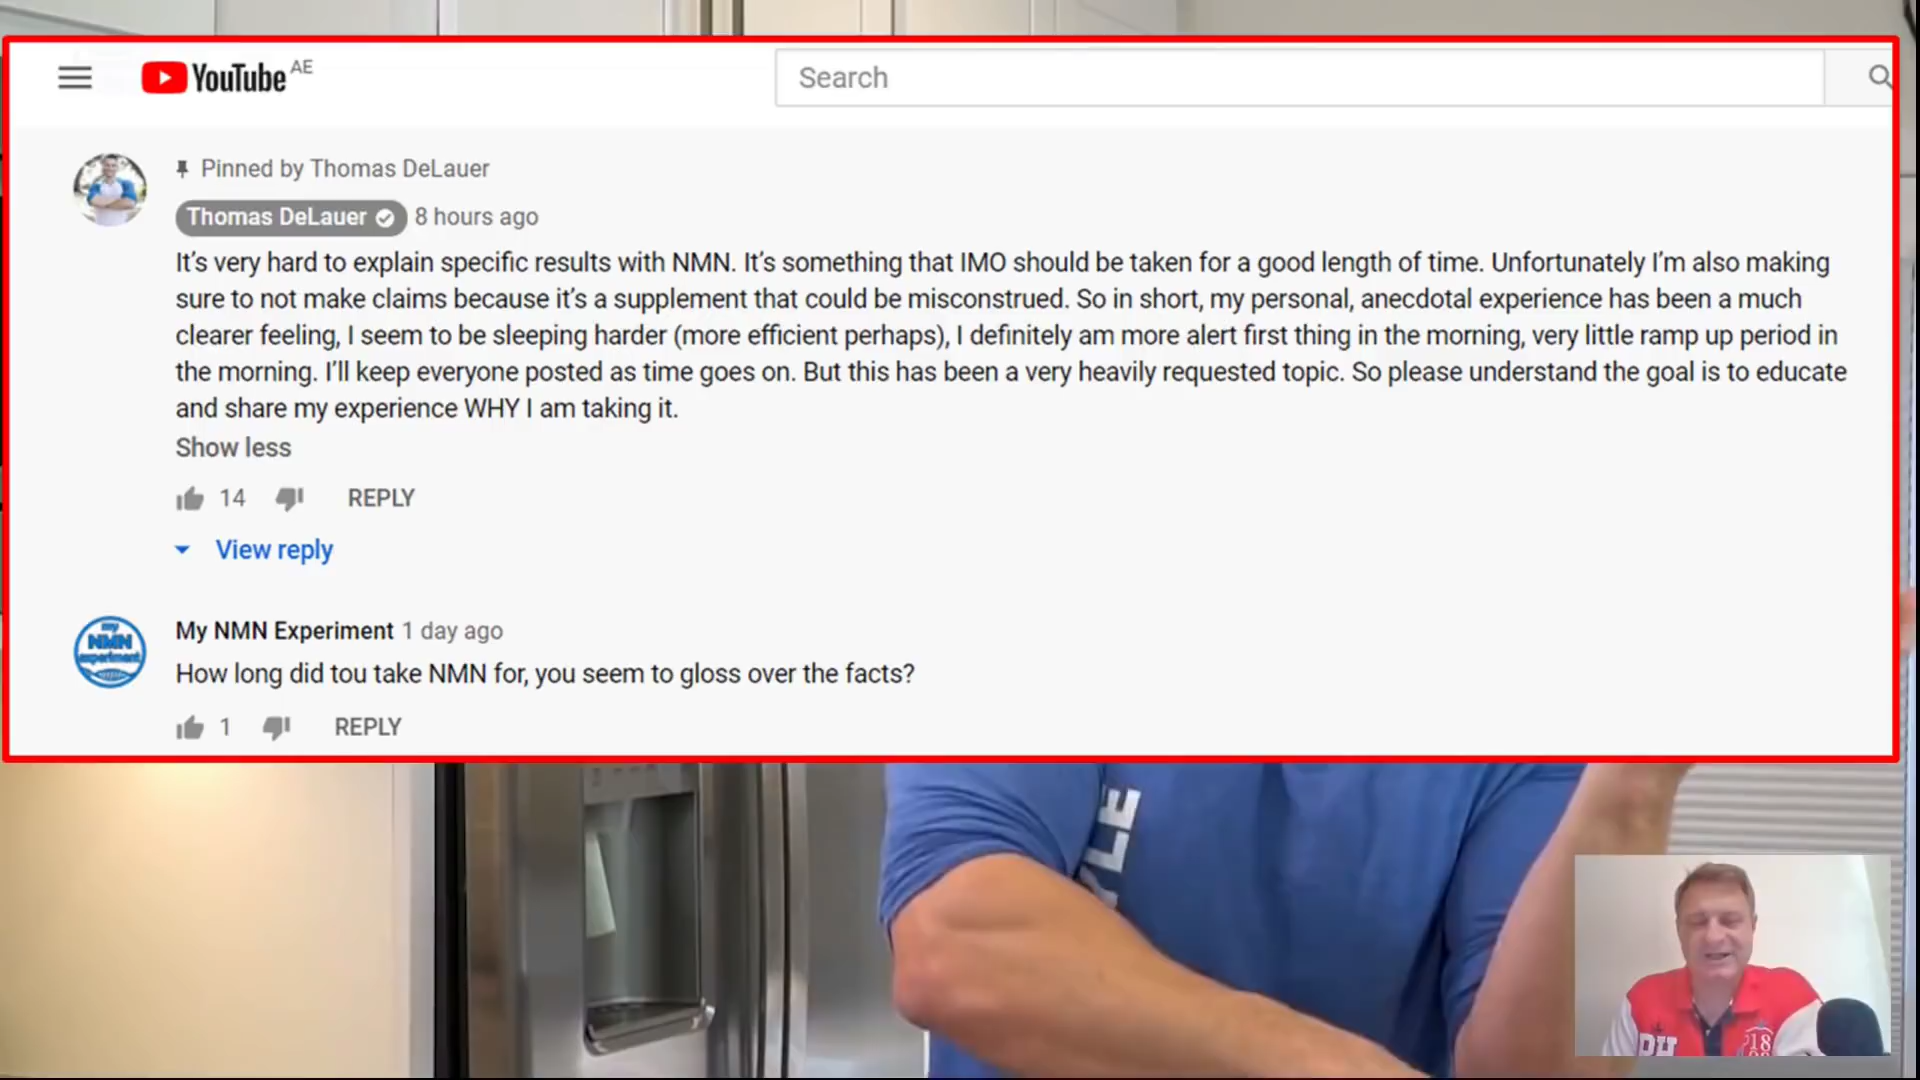 YouTube AE
Search
Pinned by Thomas DeLauer
Thomas DeLauer 8 hours ago
It’s very hard to explain specific results with NMN. It’s something that IMO should be taken for a good length of time. Unfortunately I’m also making
sure to not make claims because it’s a supplement that could be misconstrued. So in short, my personal, anecdotal experience has been a much
clearer feeling, I seem to be sleeping harder (more efficient perhaps), I definitely am more alert first thing in the morning, very little ramp up period in
the morning. I’ll keep everyone posted as time goes on. But this has been a very heavily requested topic. So please understand the goal is to educate
and share my experience WHY I am taking it.
Show less
14 REPLY
View reply
my
NMN
experiment
My NMN Experiment 1 day ago
How long did tou take NMN for, you seem to gloss over the facts?
1 REPLY
YLE
PH
18